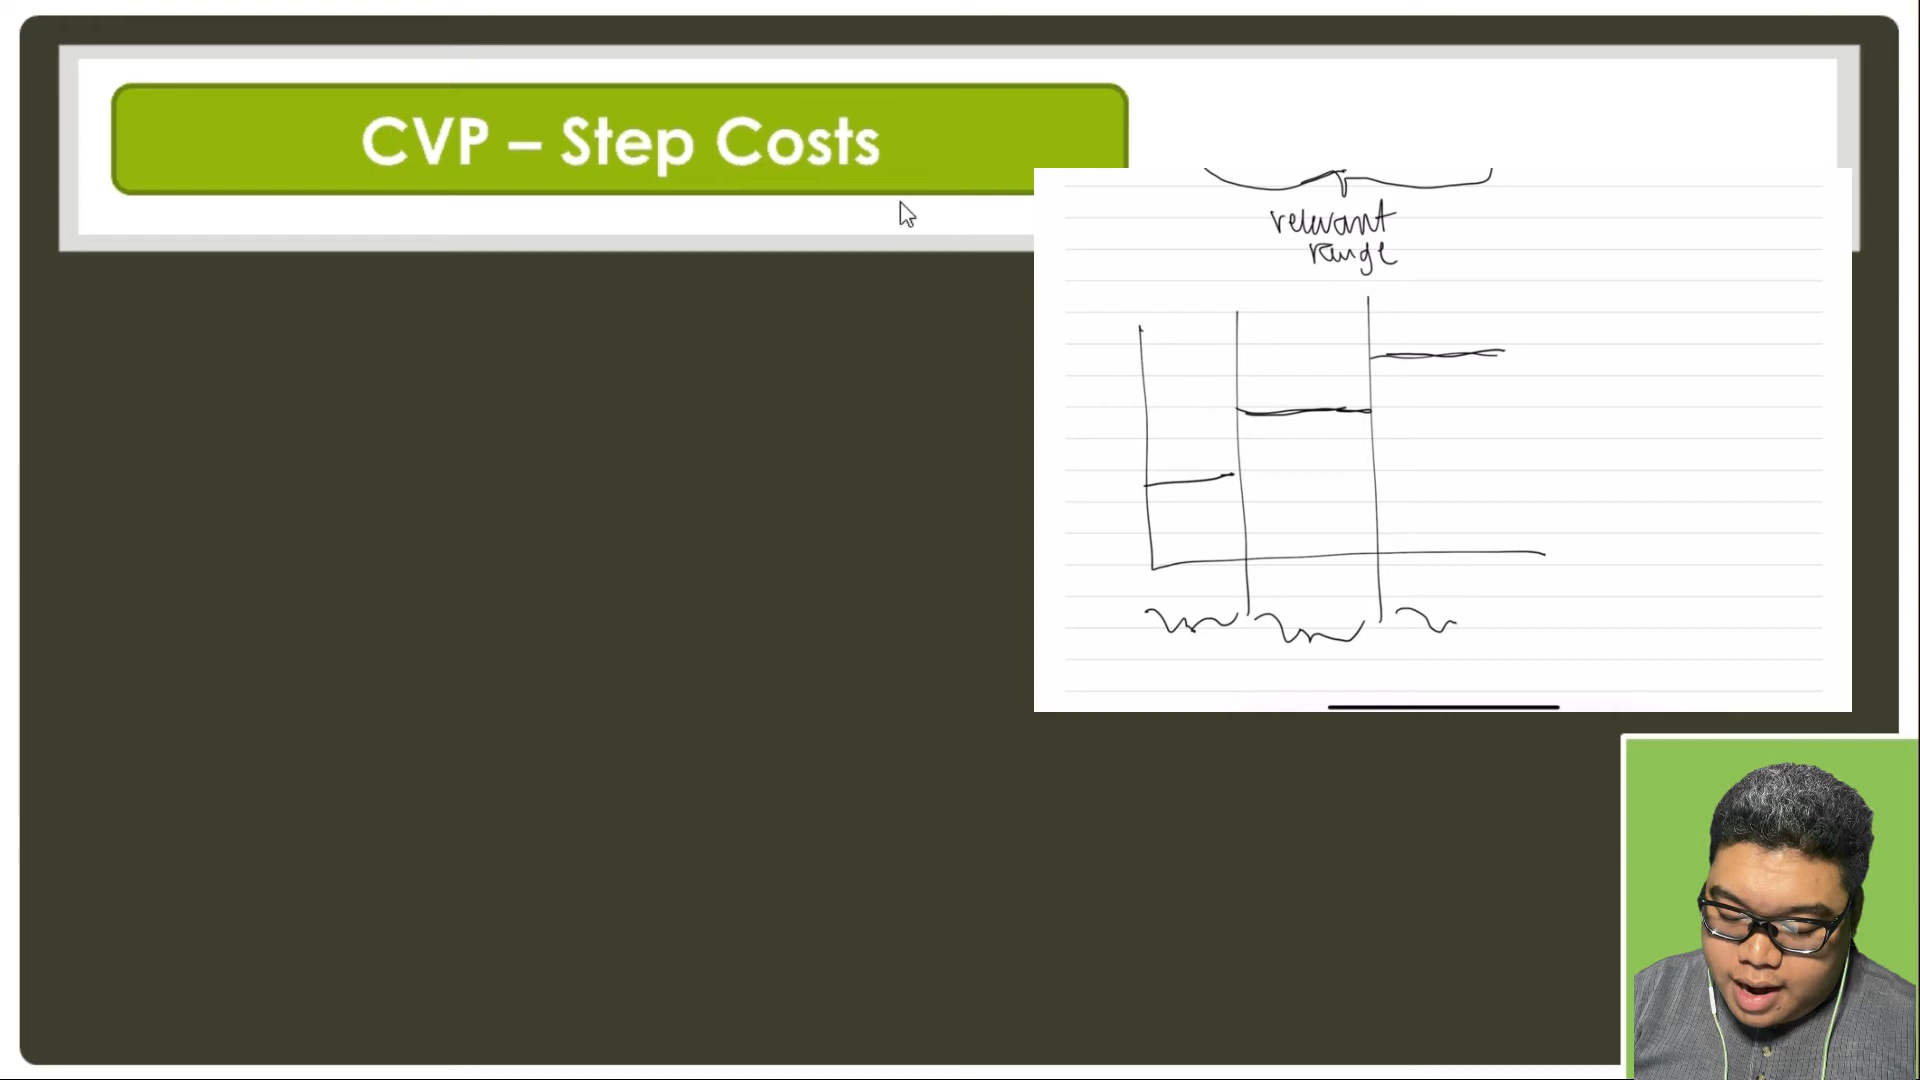 CVP – Step Costs
relevant
range